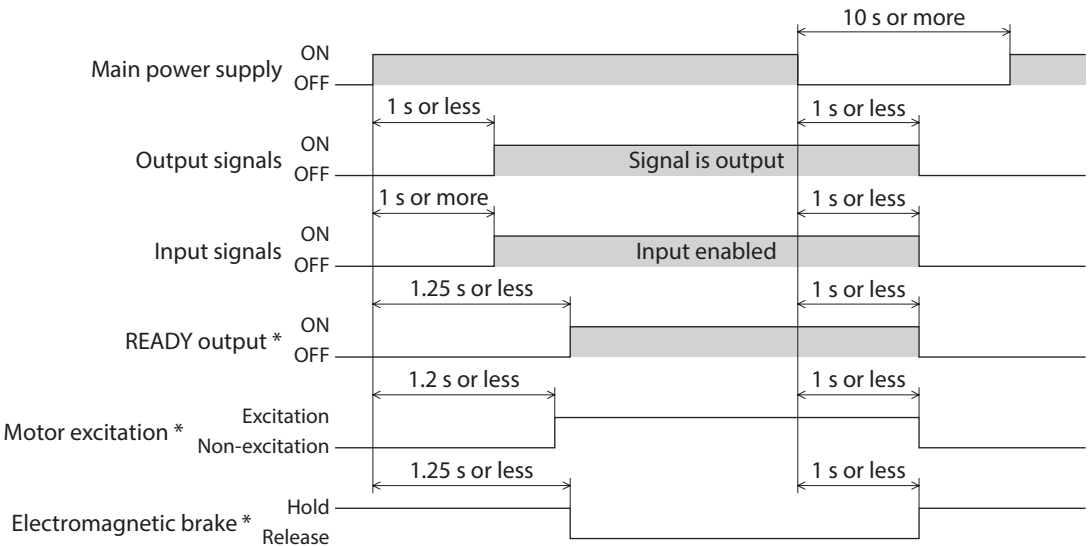 10 s or more
Main power supply
ON
OFF
1 s or less
1 s or less
Output signals
ON
OFF
Signal is output
1 s or more
1 s or less
Input signals
ON
OFF
Input enabled
1.25 s or less
1 s or less
READY output *
ON
OFF
1.2 s or less
1 s or less
Motor excitation *
Excitation
Non-excitation
1.25 s or less
1 s or less
Electromagnetic brake *
Hold
Release